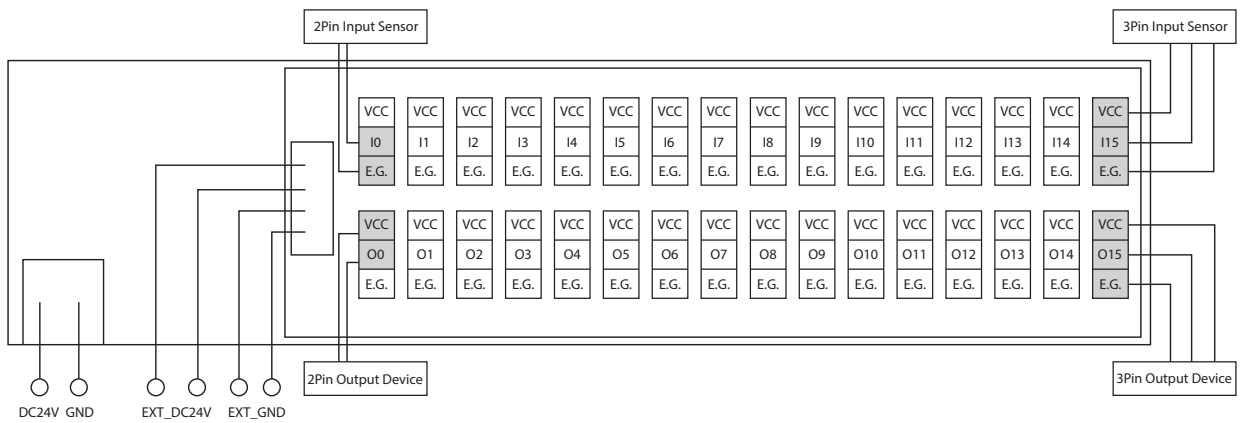 2Pin Input Sensor 3Pin Input Sensor
VCC VCC VCC VCC VCC VCC VCC VCC VCC VCC VCC VCC VCC VCC VCC VCC
I0 I1 I2 I3 I4 I5 I6 I7 I8 I9 I10 I11 I12 I13 I14 I15
E.G. E.G. E.G. E.G. E.G. E.G. E.G. E.G. E.G. E.G. E.G. E.G. E.G. E.G. E.G. E.G.
VCC VCC VCC VCC VCC VCC VCC VCC VCC VCC VCC VCC VCC VCC VCC VCC
O0 O1 O2 O3 O4 O5 O6 O7 O8 O9 O10 O11 O12 O13 O14 O15
E.G. E.G. E.G. E.G. E.G. E.G. E.G. E.G. E.G. E.G. E.G. E.G. E.G. E.G. E.G. E.G.
2Pin Output Device 3Pin Output Device
DC24V GND EXT_DC24V EXT_GND